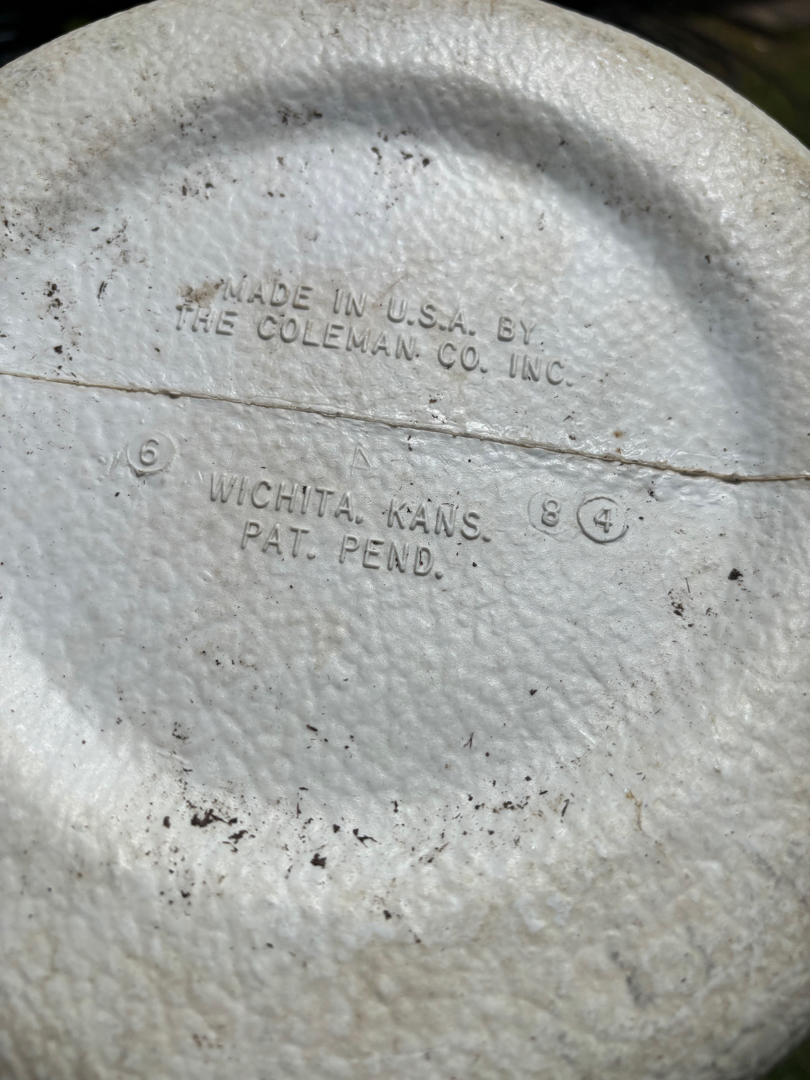 MADE IN U.S.A. BY
THE COLEMAN CO. INC.
6
WICHITA, KANS. 8 4
PAT. PEND.